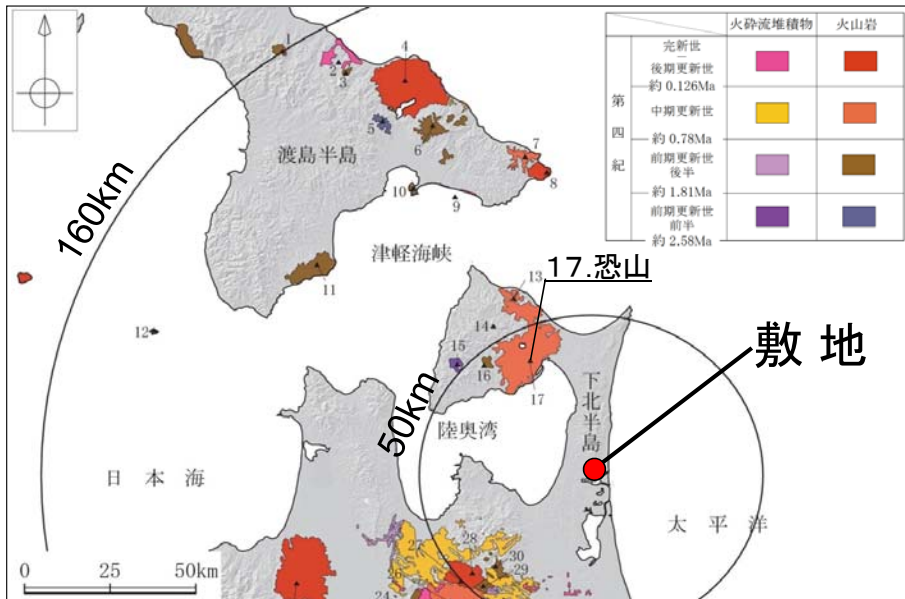 火砕流堆積物 火山岩
第四紀
完新世
｜
後期更新世
約 0.126Ma
中期更新世
約 0.78Ma
前期更新世
後半
約 1.81Ma
前期更新世
前半
約 2.58Ma
1
2
3
4
5
6
7
8
9
10
渡島半島
160km
津軽海峡
11
12
17.恐山
13
14
15
16
17
敷 地
50km
下北半島
陸奥湾
日 本 海
太 平 洋
27
28
30
29
26
24
0 25 50km